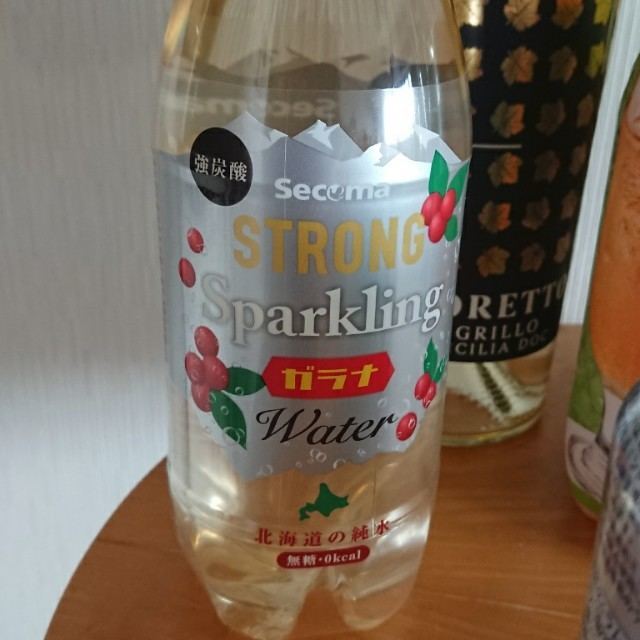 強炭酸
Secoma
STRONG
Sparkling
ガラナ
Water
北海道の純水
無糖・0kcal
ORETTO
GRILLO
CILIA DOC